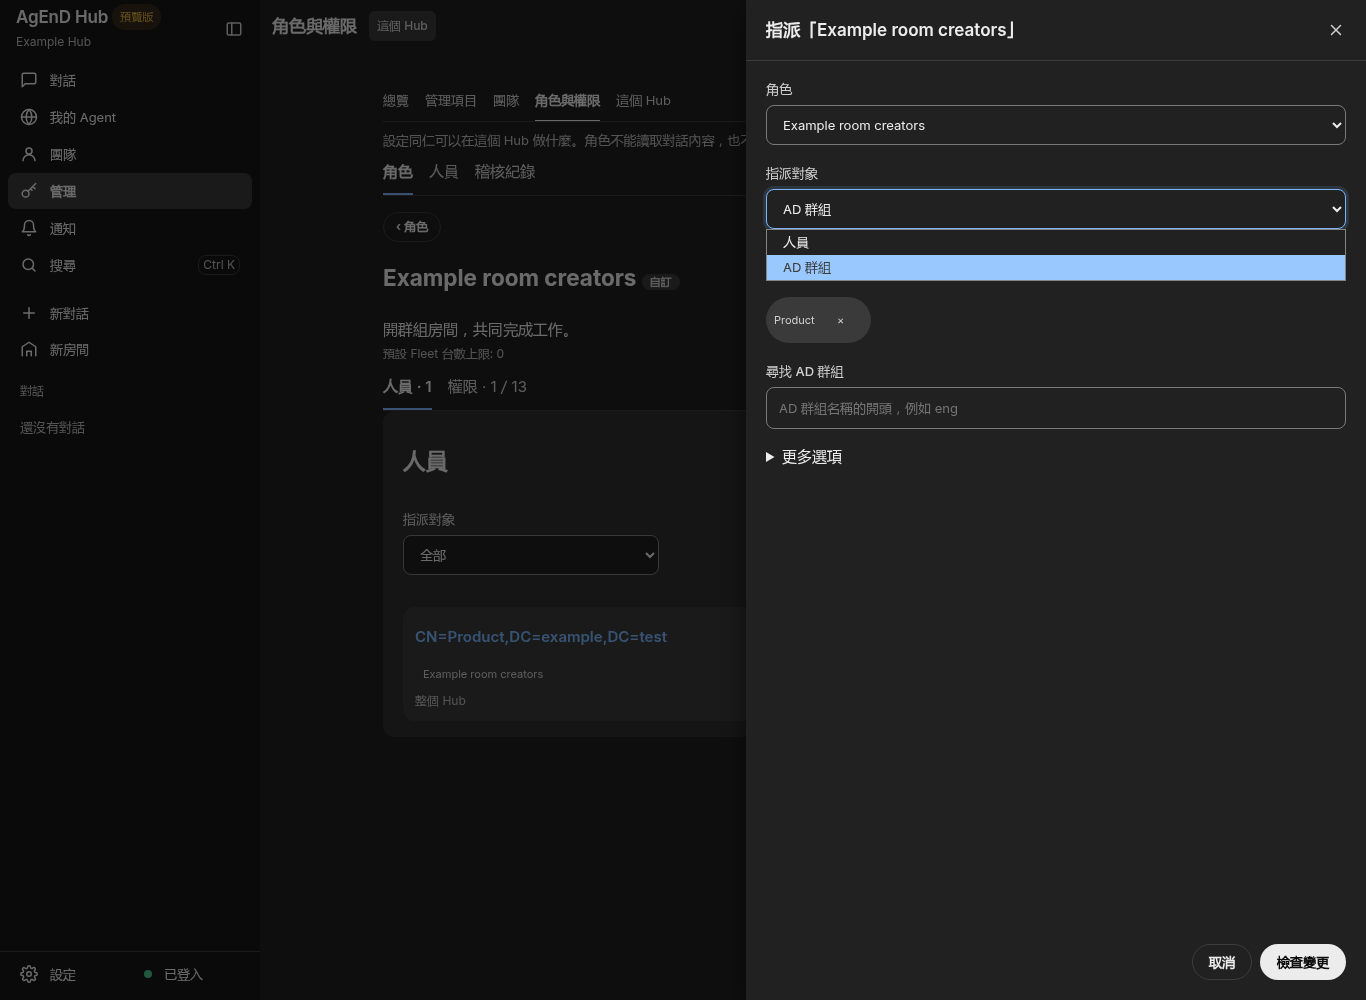 AgEnD Hub 預覽版
Example Hub
對話
我的 Agent
團隊
管理
通知
搜尋 Ctrl K
新對話
新房間
對話
還沒有對話
設定 已登入
角色與權限 這個 Hub
總覽 管理項目 團隊 角色與權限 這個 Hub
設定同仁可以在這個 Hub 做什麼。角色不能讀取對話內容，也
角色 人員 稽核紀錄
‹ 角色
Example room creators 自訂
開群組房間，共同完成工作。
預設 Fleet 台數上限: 0
人員 · 1 權限 · 1 / 13
人員
指派對象
全部
CN=Product,DC=example,DC=test
Example room creators
整個 Hub
指派「Example room creators」 ×
角色
Example room creators
指派對象
AD 群組
人員
AD 群組
Product ×
尋找 AD 群組
AD 群組名稱的開頭，例如 eng
▶ 更多選項
取消 檢查變更